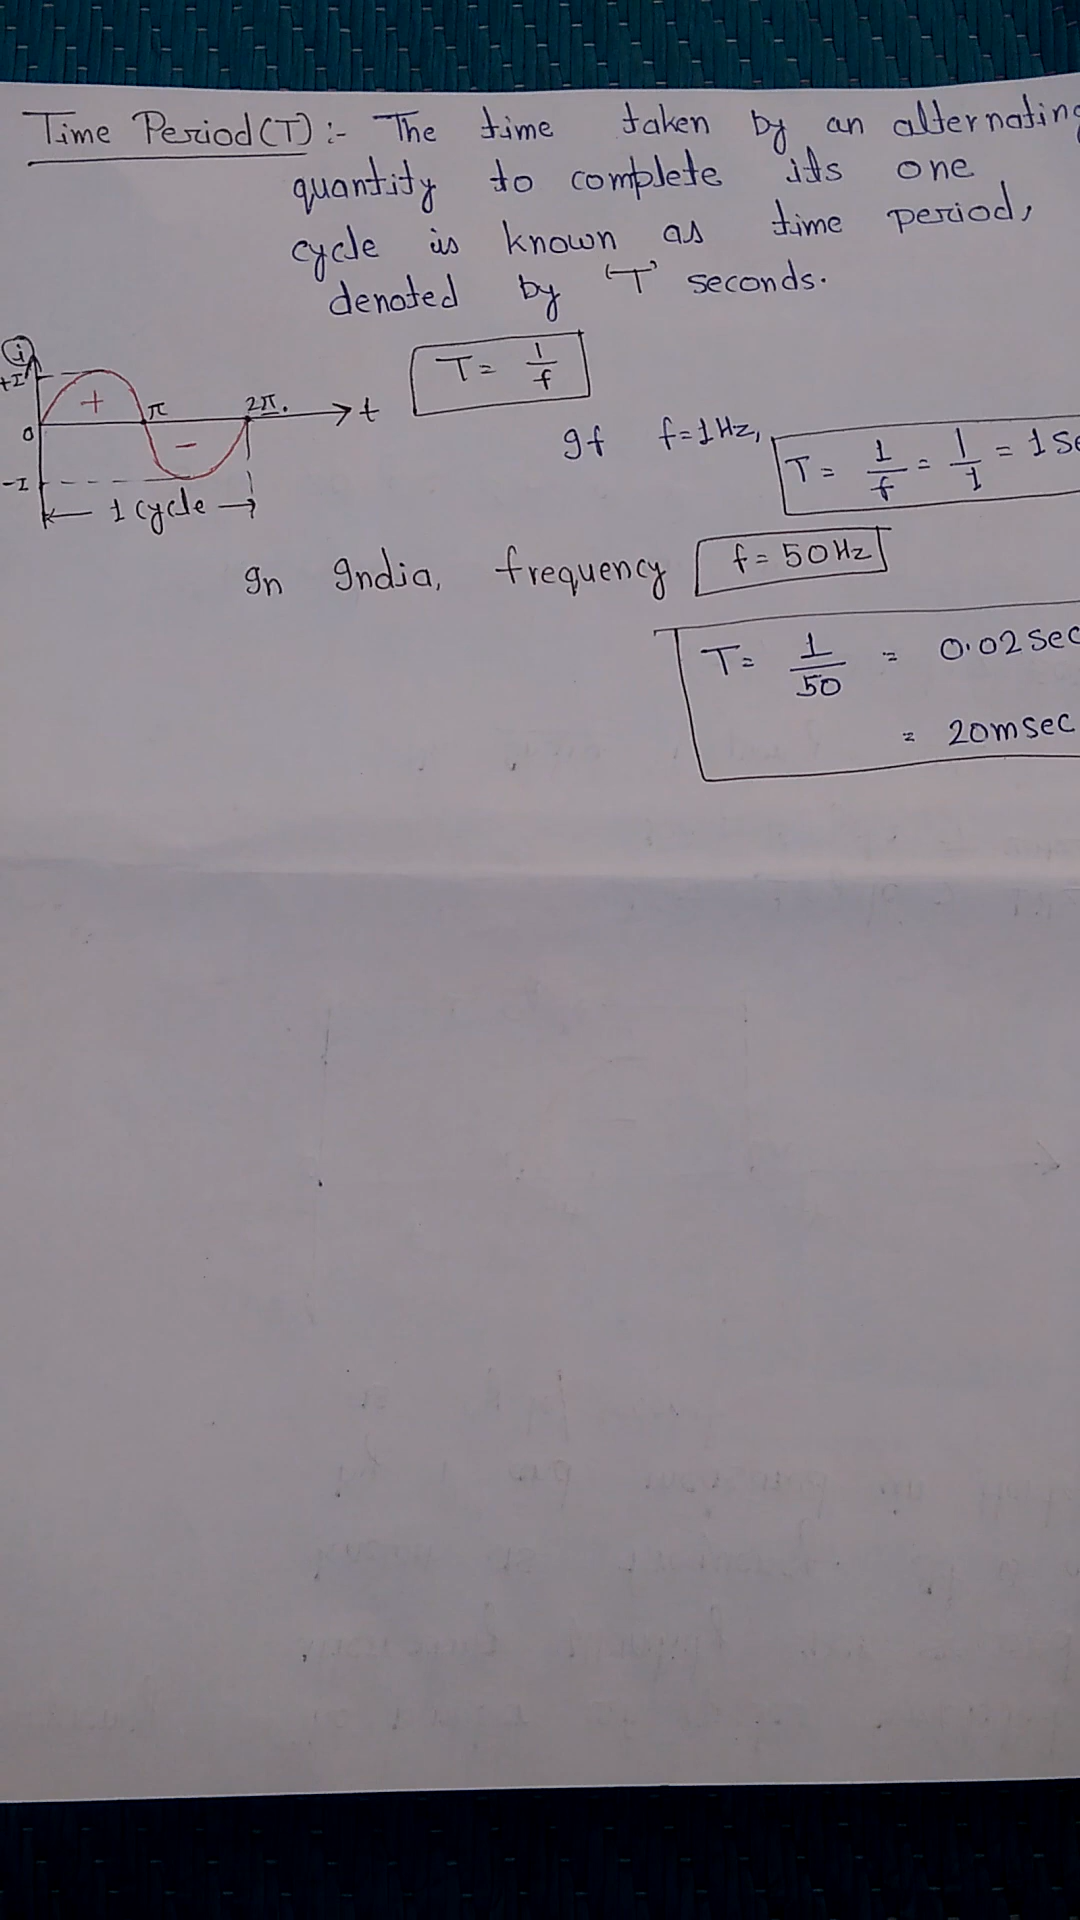 Time Period(T) :- The time taken by an alternating
quantity to complete its one
cycle is known as time period,
denoted by 'T' seconds.
i
+I
+
π
2π.
t
0
-
-I
1 cycle
T = 1/f
If f=1Hz,
T = 1/f = 1/1 = 1 Se
In India, frequency f = 50Hz
T = 1/50 = 0.02 Sec
= 20msec